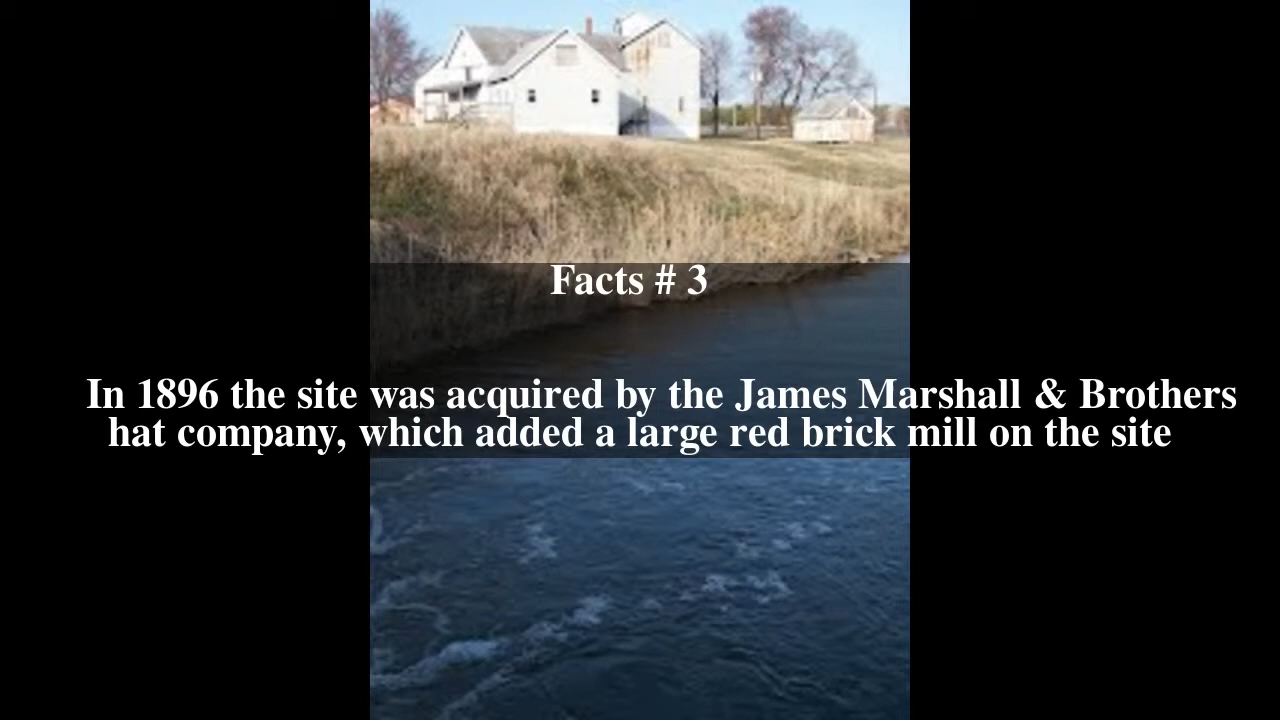 Facts # 3
In 1896 the site was acquired by the James Marshall & Brothers
hat company, which added a large red brick mill on the site